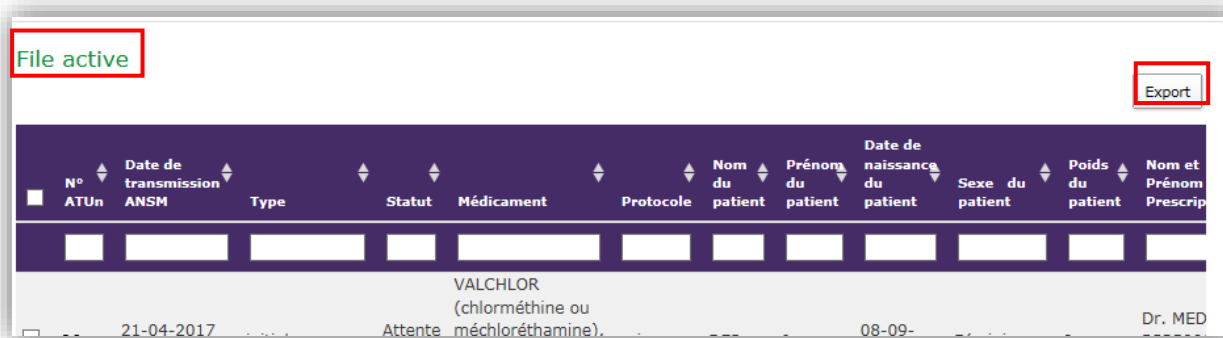 File active
Export
N° ATUn
Date de transmission ANSM
Type
Statut
Médicament
Protocole
Nom du patient
Prénom du patient
Date de naissance du patient
Sexe du patient
Poids du patient
Nom et Prénom Prescrip
VALCHLOR
(chlorméthine ou
21-04-2017 Attente méchloréthamine), 08-09- Dr. MED